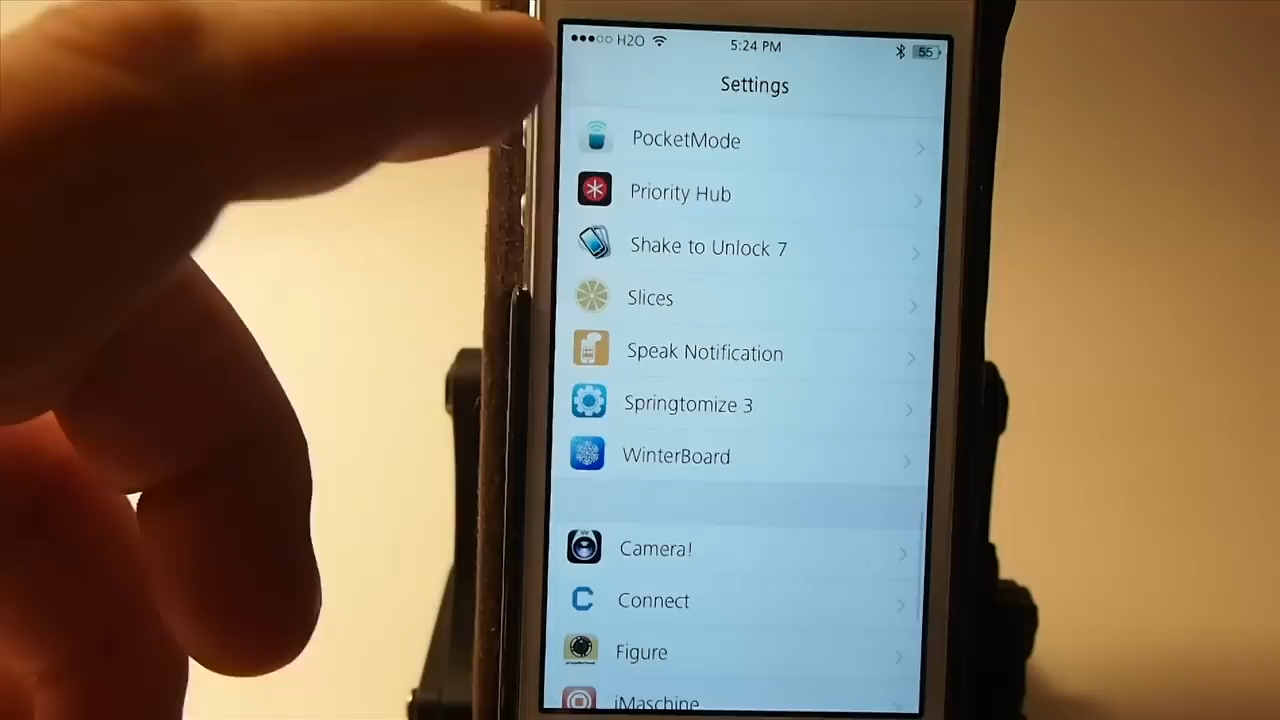 H2O 5:24 PM 55
Settings
PocketMode
Priority Hub
Shake to Unlock 7
Slices
Speak Notification
Springtomize 3
WinterBoard
Camera!
Connect
Figure
iMaschine